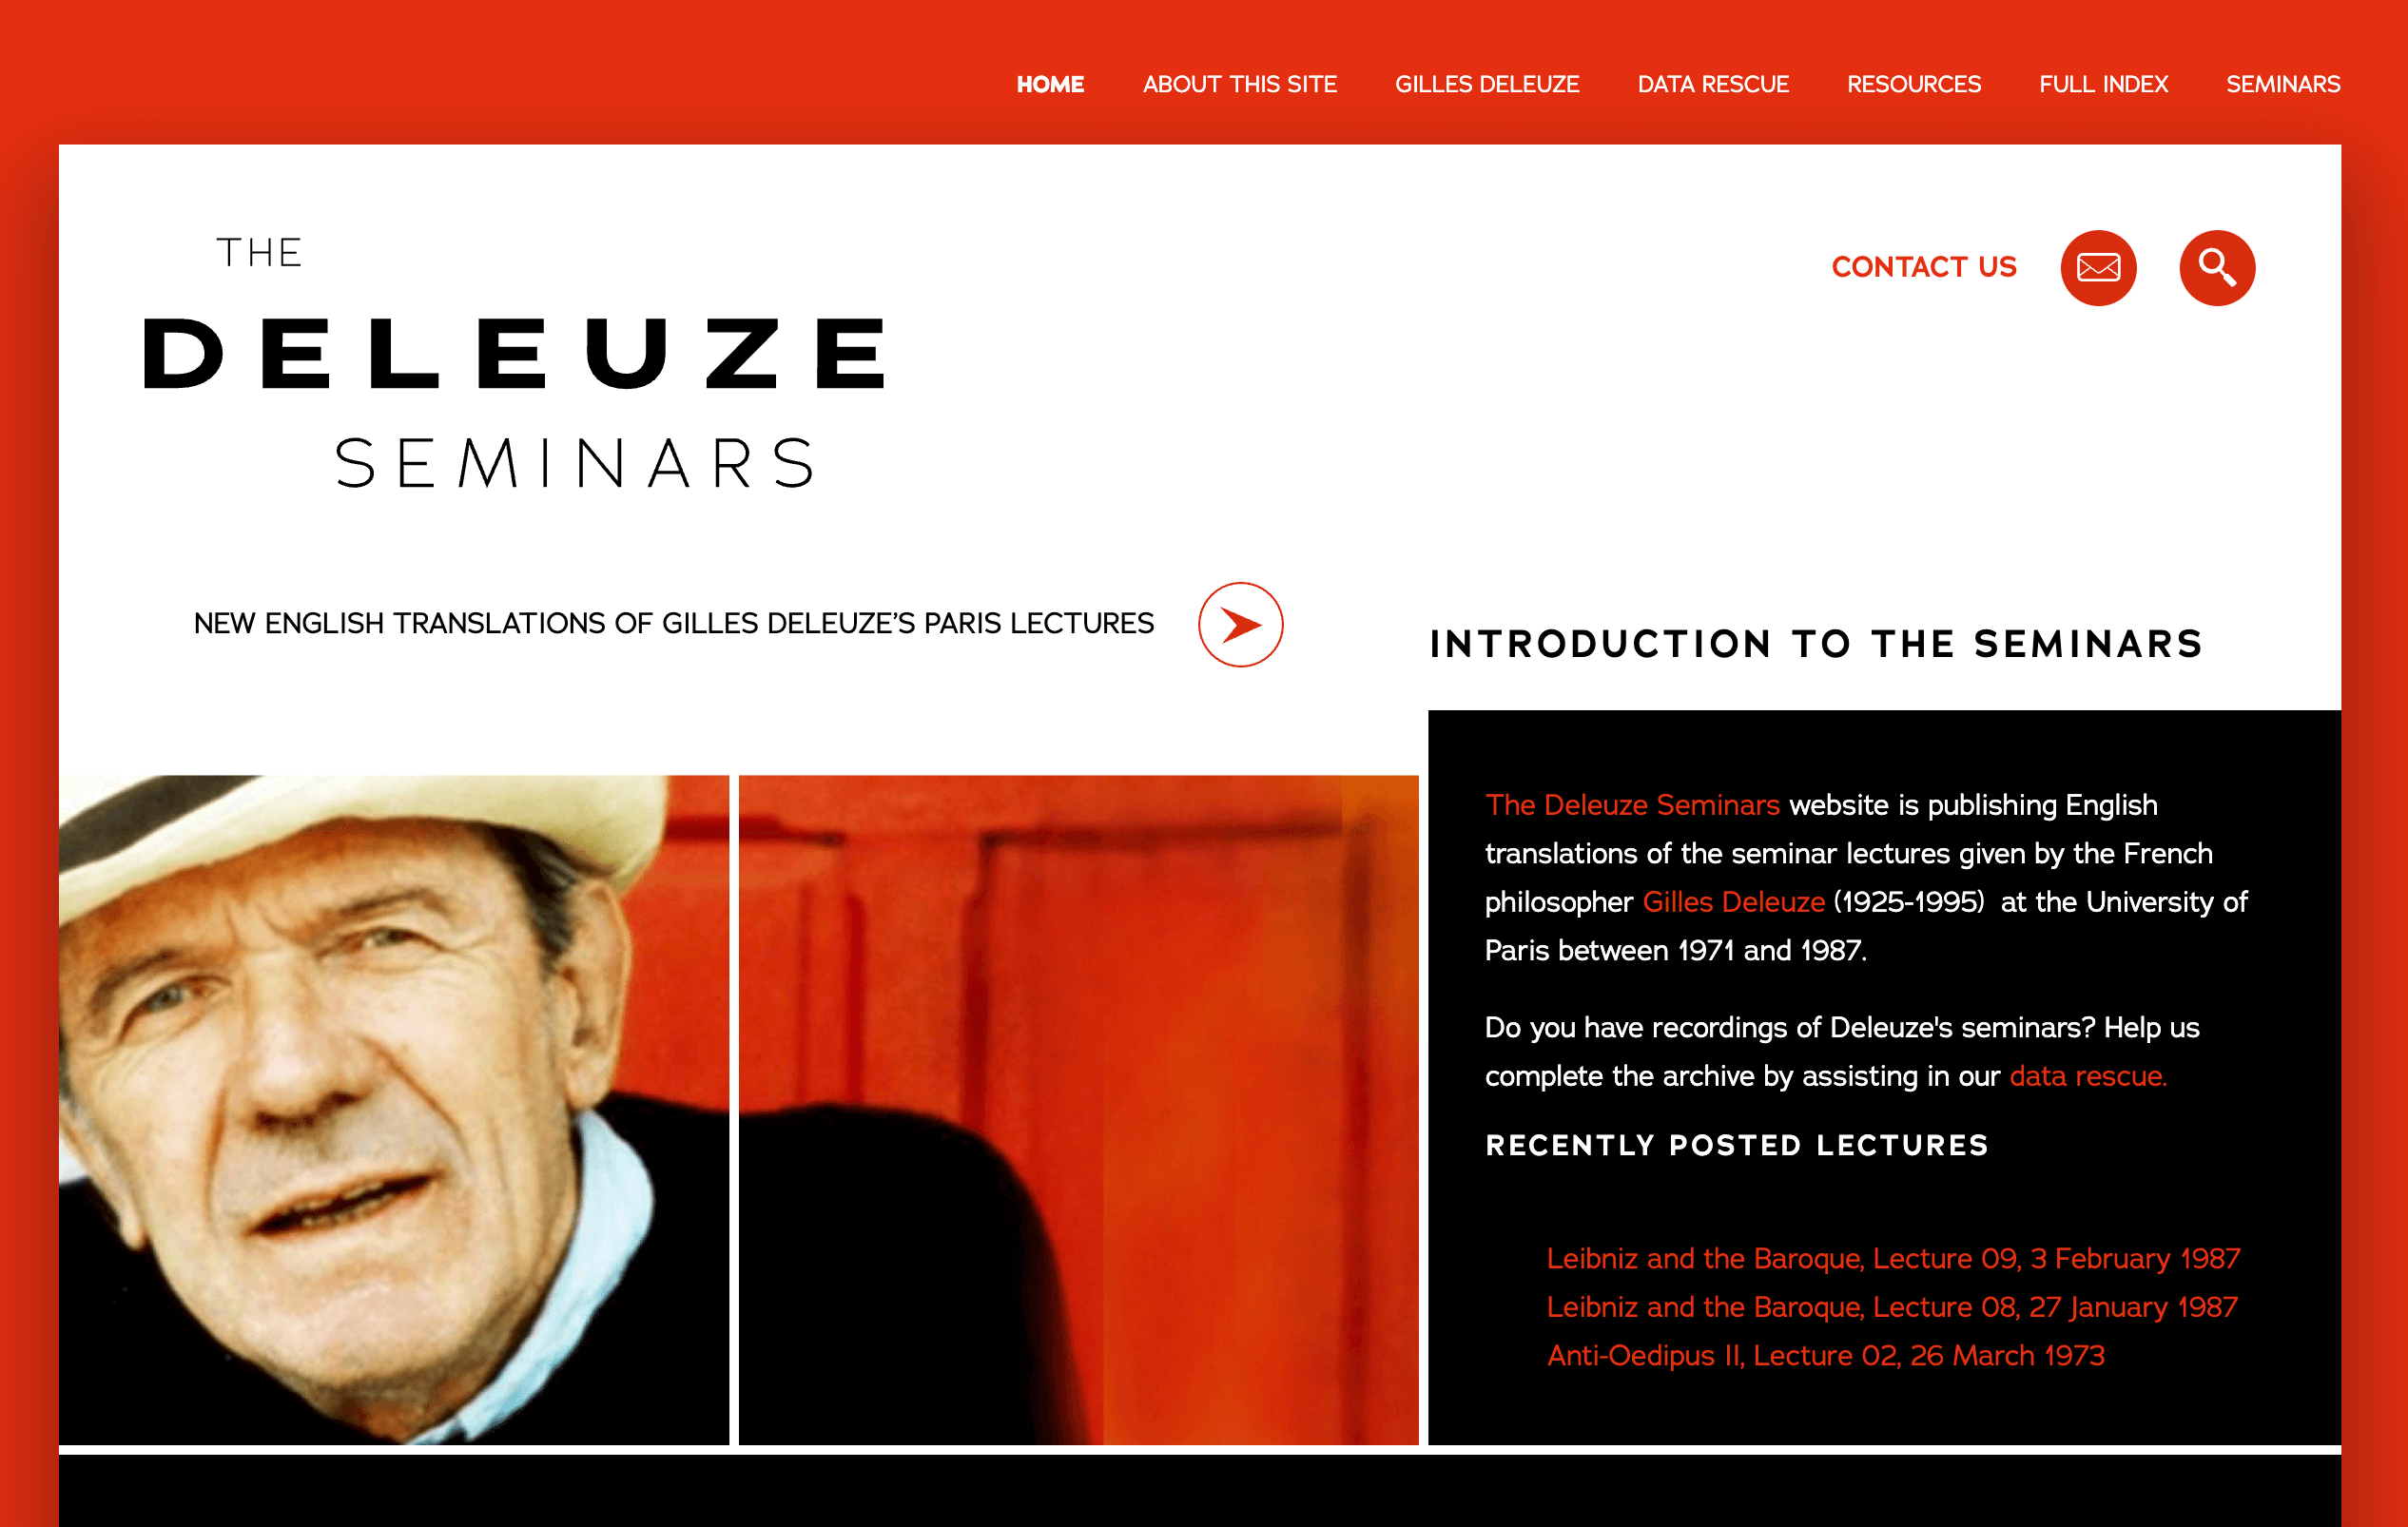 HOME ABOUT THIS SITE GILLES DELEUZE DATA RESCUE RESOURCES FULL INDEX SEMINARS
THE
DELEUZE
SEMINARS
CONTACT US
NEW ENGLISH TRANSLATIONS OF GILLES DELEUZE’S PARIS LECTURES
INTRODUCTION TO THE SEMINARS
The Deleuze Seminars website is publishing English
translations of the seminar lectures given by the French
philosopher Gilles Deleuze (1925-1995)  at the University of
Paris between 1971 and 1987.
Do you have recordings of Deleuze's seminars? Help us
complete the archive by assisting in our data rescue.
RECENTLY POSTED LECTURES
Leibniz and the Baroque, Lecture 09, 3 February 1987
Leibniz and the Baroque, Lecture 08, 27 January 1987
Anti-Oedipus II, Lecture 02, 26 March 1973